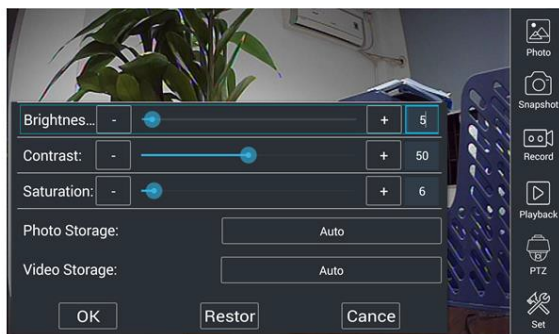 Brightnes... - + 5
Contrast: - + 50
Saturation: - + 6
Photo Storage: Auto
Video Storage: Auto
OK Restor Cance
Photo
Snapshot
Record
Playback
PTZ
Set